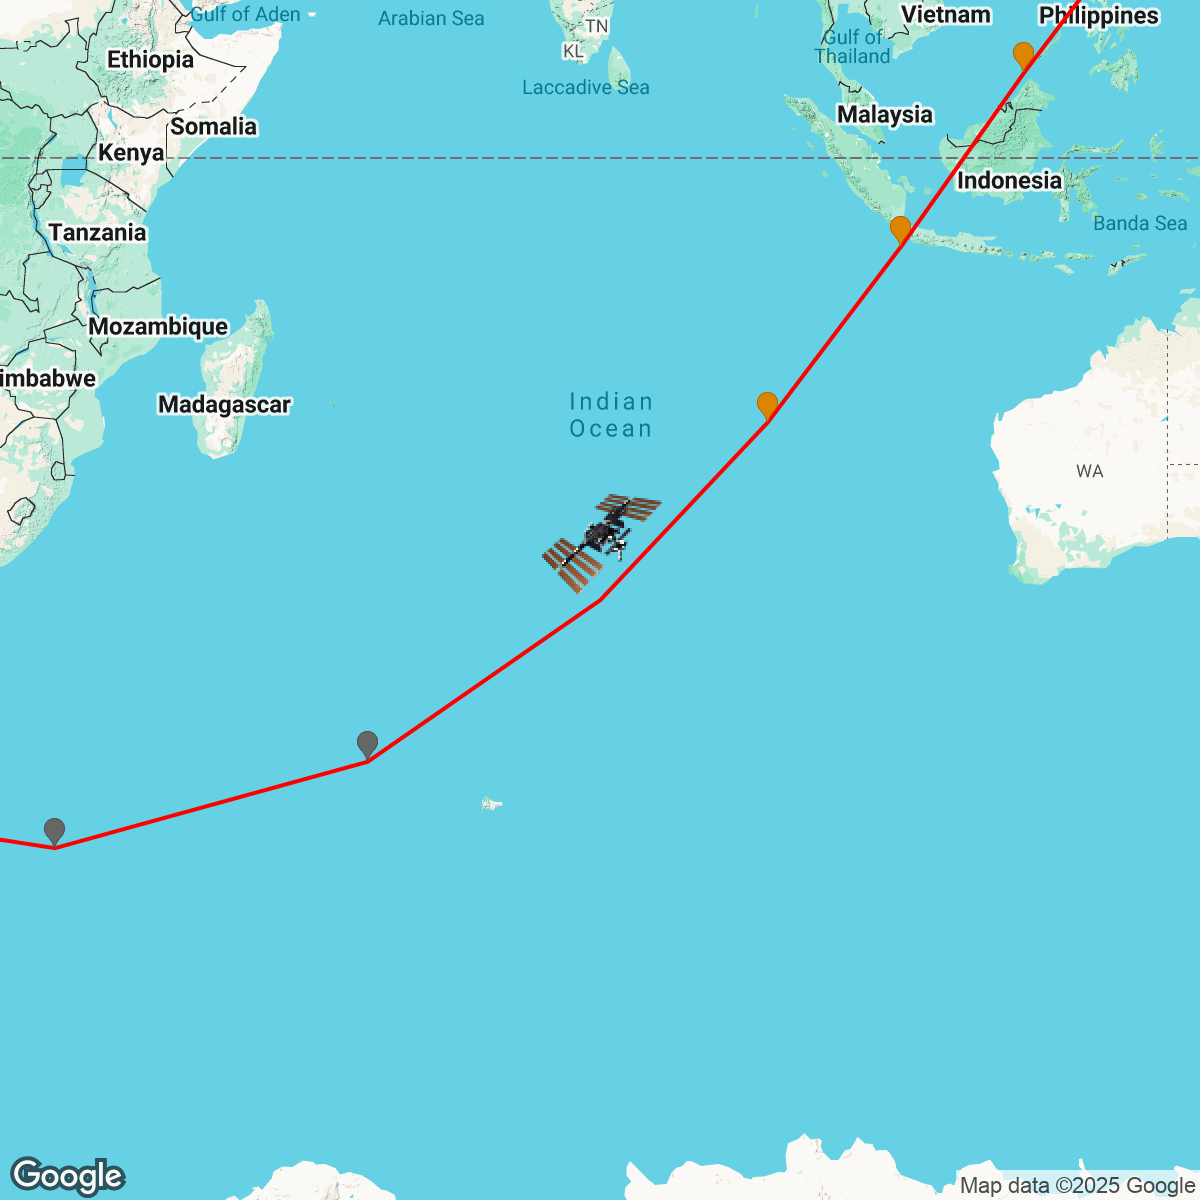 Gulf of Aden
Arabian Sea
TN
Vietnam
Philippines
KL
Gulf of
Thailand
Ethiopia
Laccadive Sea
Malaysia
Somalia
Kenya
Indonesia
Tanzania
Banda Sea
Mozambique
imbabwe
Madagascar
Indian
Ocean
WA
Google
Map data ©2025 Google